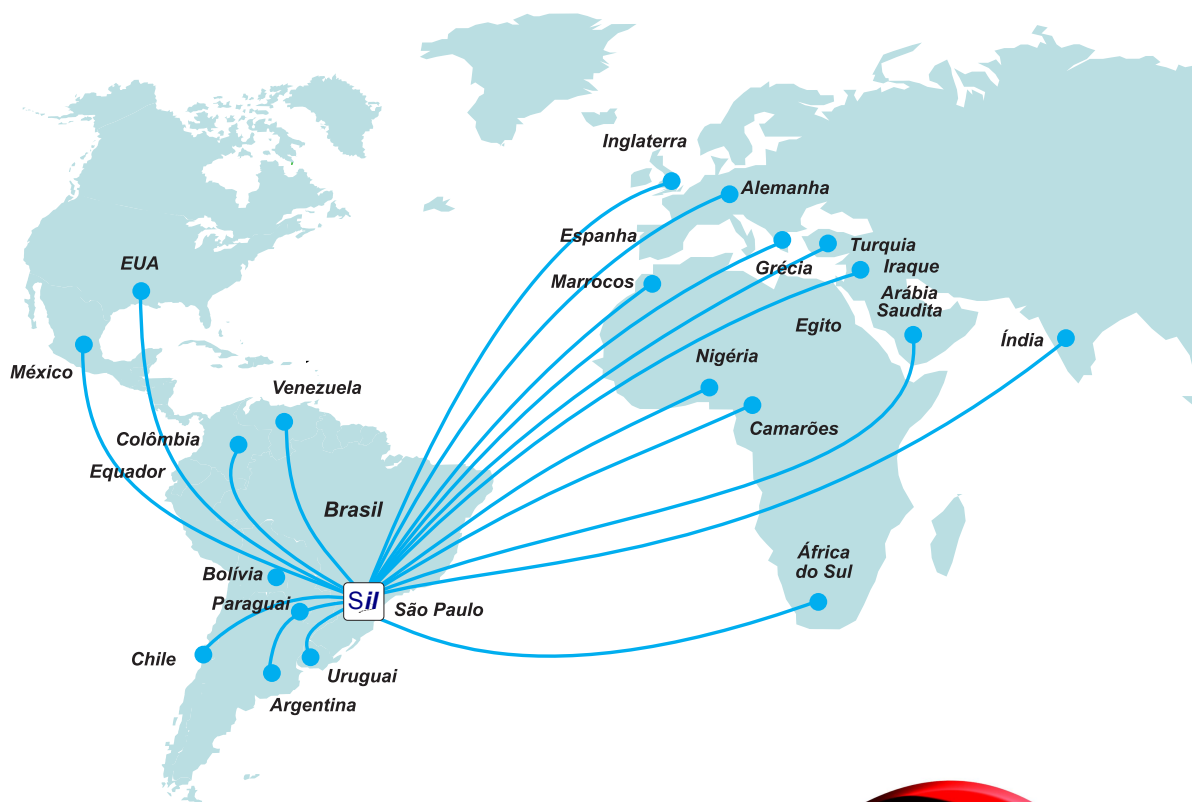 Inglaterra
Alemanha
Espanha
Turquia
EUA
Grécia
Iraque
Marrocos
Arábia
Saudita
Egito
Índia
México
Nigéria
Venezuela
Camarões
Colômbia
Equador
Brasil
África
do Sul
Bolívia
Paraguai
Sil
São Paulo
Chile
Uruguai
Argentina